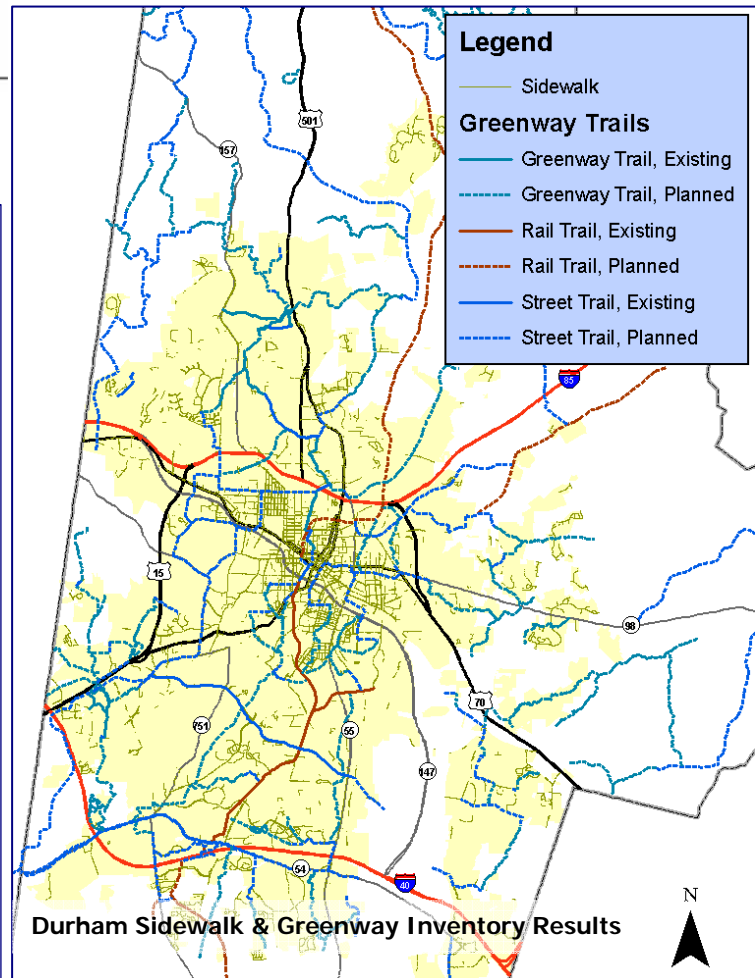 Legend
Sidewalk
Greenway Trails
Greenway Trail, Existing
Greenway Trail, Planned
Rail Trail, Existing
Rail Trail, Planned
Street Trail, Existing
Street Trail, Planned
501
157
85
15
98
70
751
55
147
54
40
N
Durham Sidewalk & Greenway Inventory Results